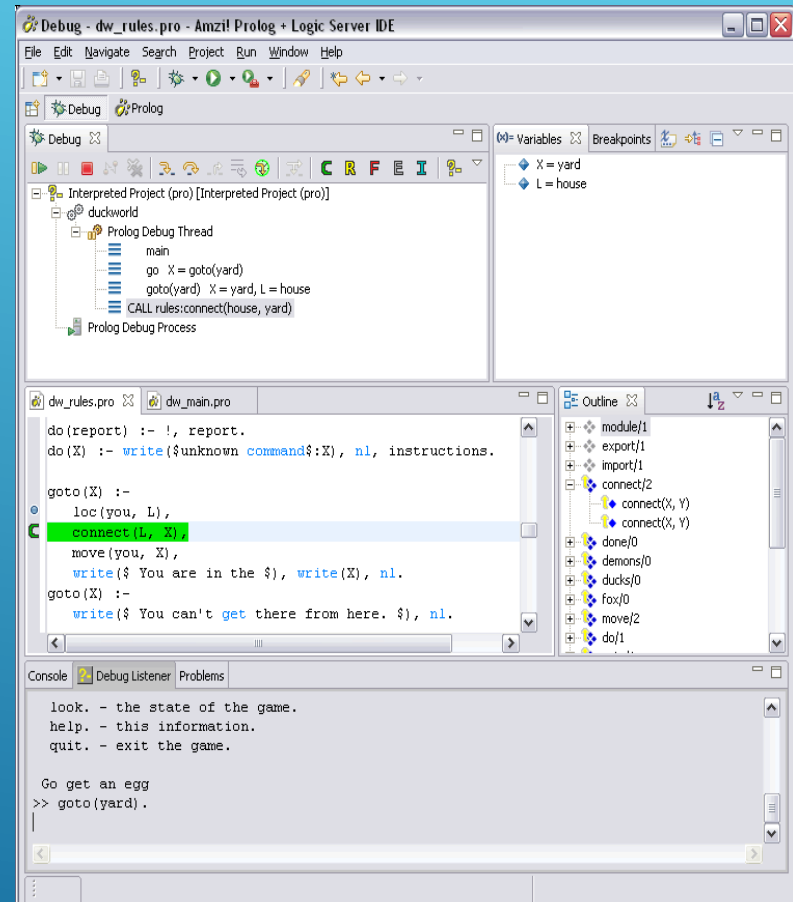 Debug - dw_rules.pro - Amzi! Prolog + Logic Server IDE
File Edit Navigate Search Project Run Window Help
Debug Prolog
Debug
C R F E I
Interpreted Project (pro) [Interpreted Project (pro)]
duckworld
Prolog Debug Thread
main
go X = goto(yard)
goto(yard) X = yard, L = house
CALL rules:connect(house, yard)
Prolog Debug Process
(x)= Variables Breakpoints
X = yard
L = house
dw_rules.pro dw_main.pro
do(report) :- !, report.
do(X) :- write($unknown command$:X), nl, instructions.
goto(X) :-
loc(you, L),
C connect(L, X),
move(you, X),
write($ You are in the $), write(X), nl.
goto(X) :-
write($ You can't get there from here. $), nl.
Outline
module/1
export/1
import/1
connect/2
connect(X, Y)
connect(X, Y)
done/0
demons/0
ducks/0
fox/0
move/2
do/1
Console Debug Listener Problems
look. - the state of the game.
help. - this information.
quit. - exit the game.
Go get an egg
>> goto(yard).